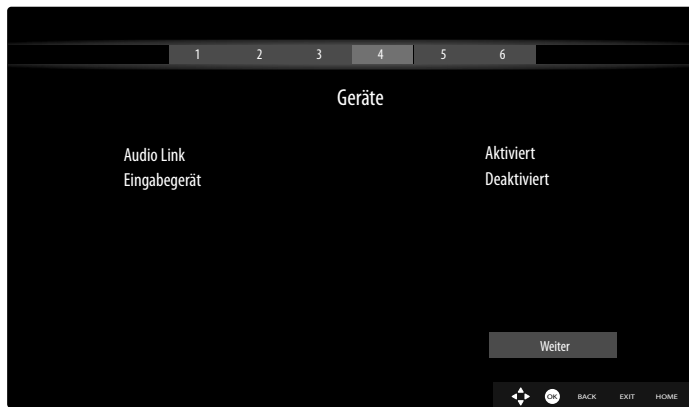 1 2 3 4 5 6
Geräte
Audio Link Aktiviert
Eingabegerät Deaktiviert
Weiter
OK BACK EXIT HOME